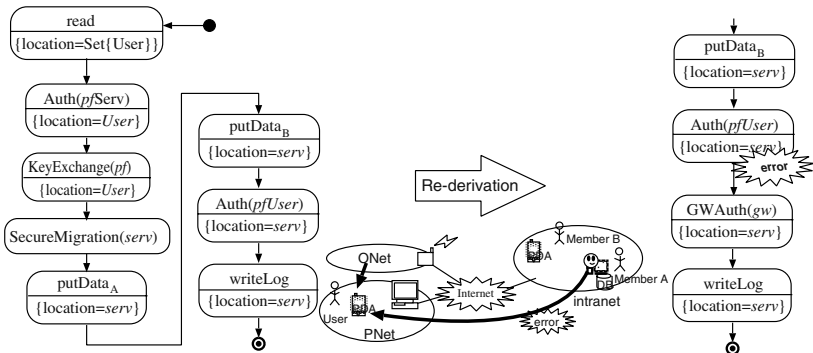 read
{location=Set{User}}
Auth(pfServ)
{location=User}
KeyExchange(pf)
{location=User}
SecureMigration(serv)
putDataA
{location=serv}
putDataB
{location=serv}
Auth(pfUser)
{location=serv}
writeLog
{location=serv}
Re-derivation
ONet
PDA
User
PNet
Internet
Member B
PDA
DB
Member A
intranet
error
putDataB
{location=serv}
Auth(pfUser)
{location=serv}
error
GWAuth(gw)
{location=serv}
writeLog
{location=serv}